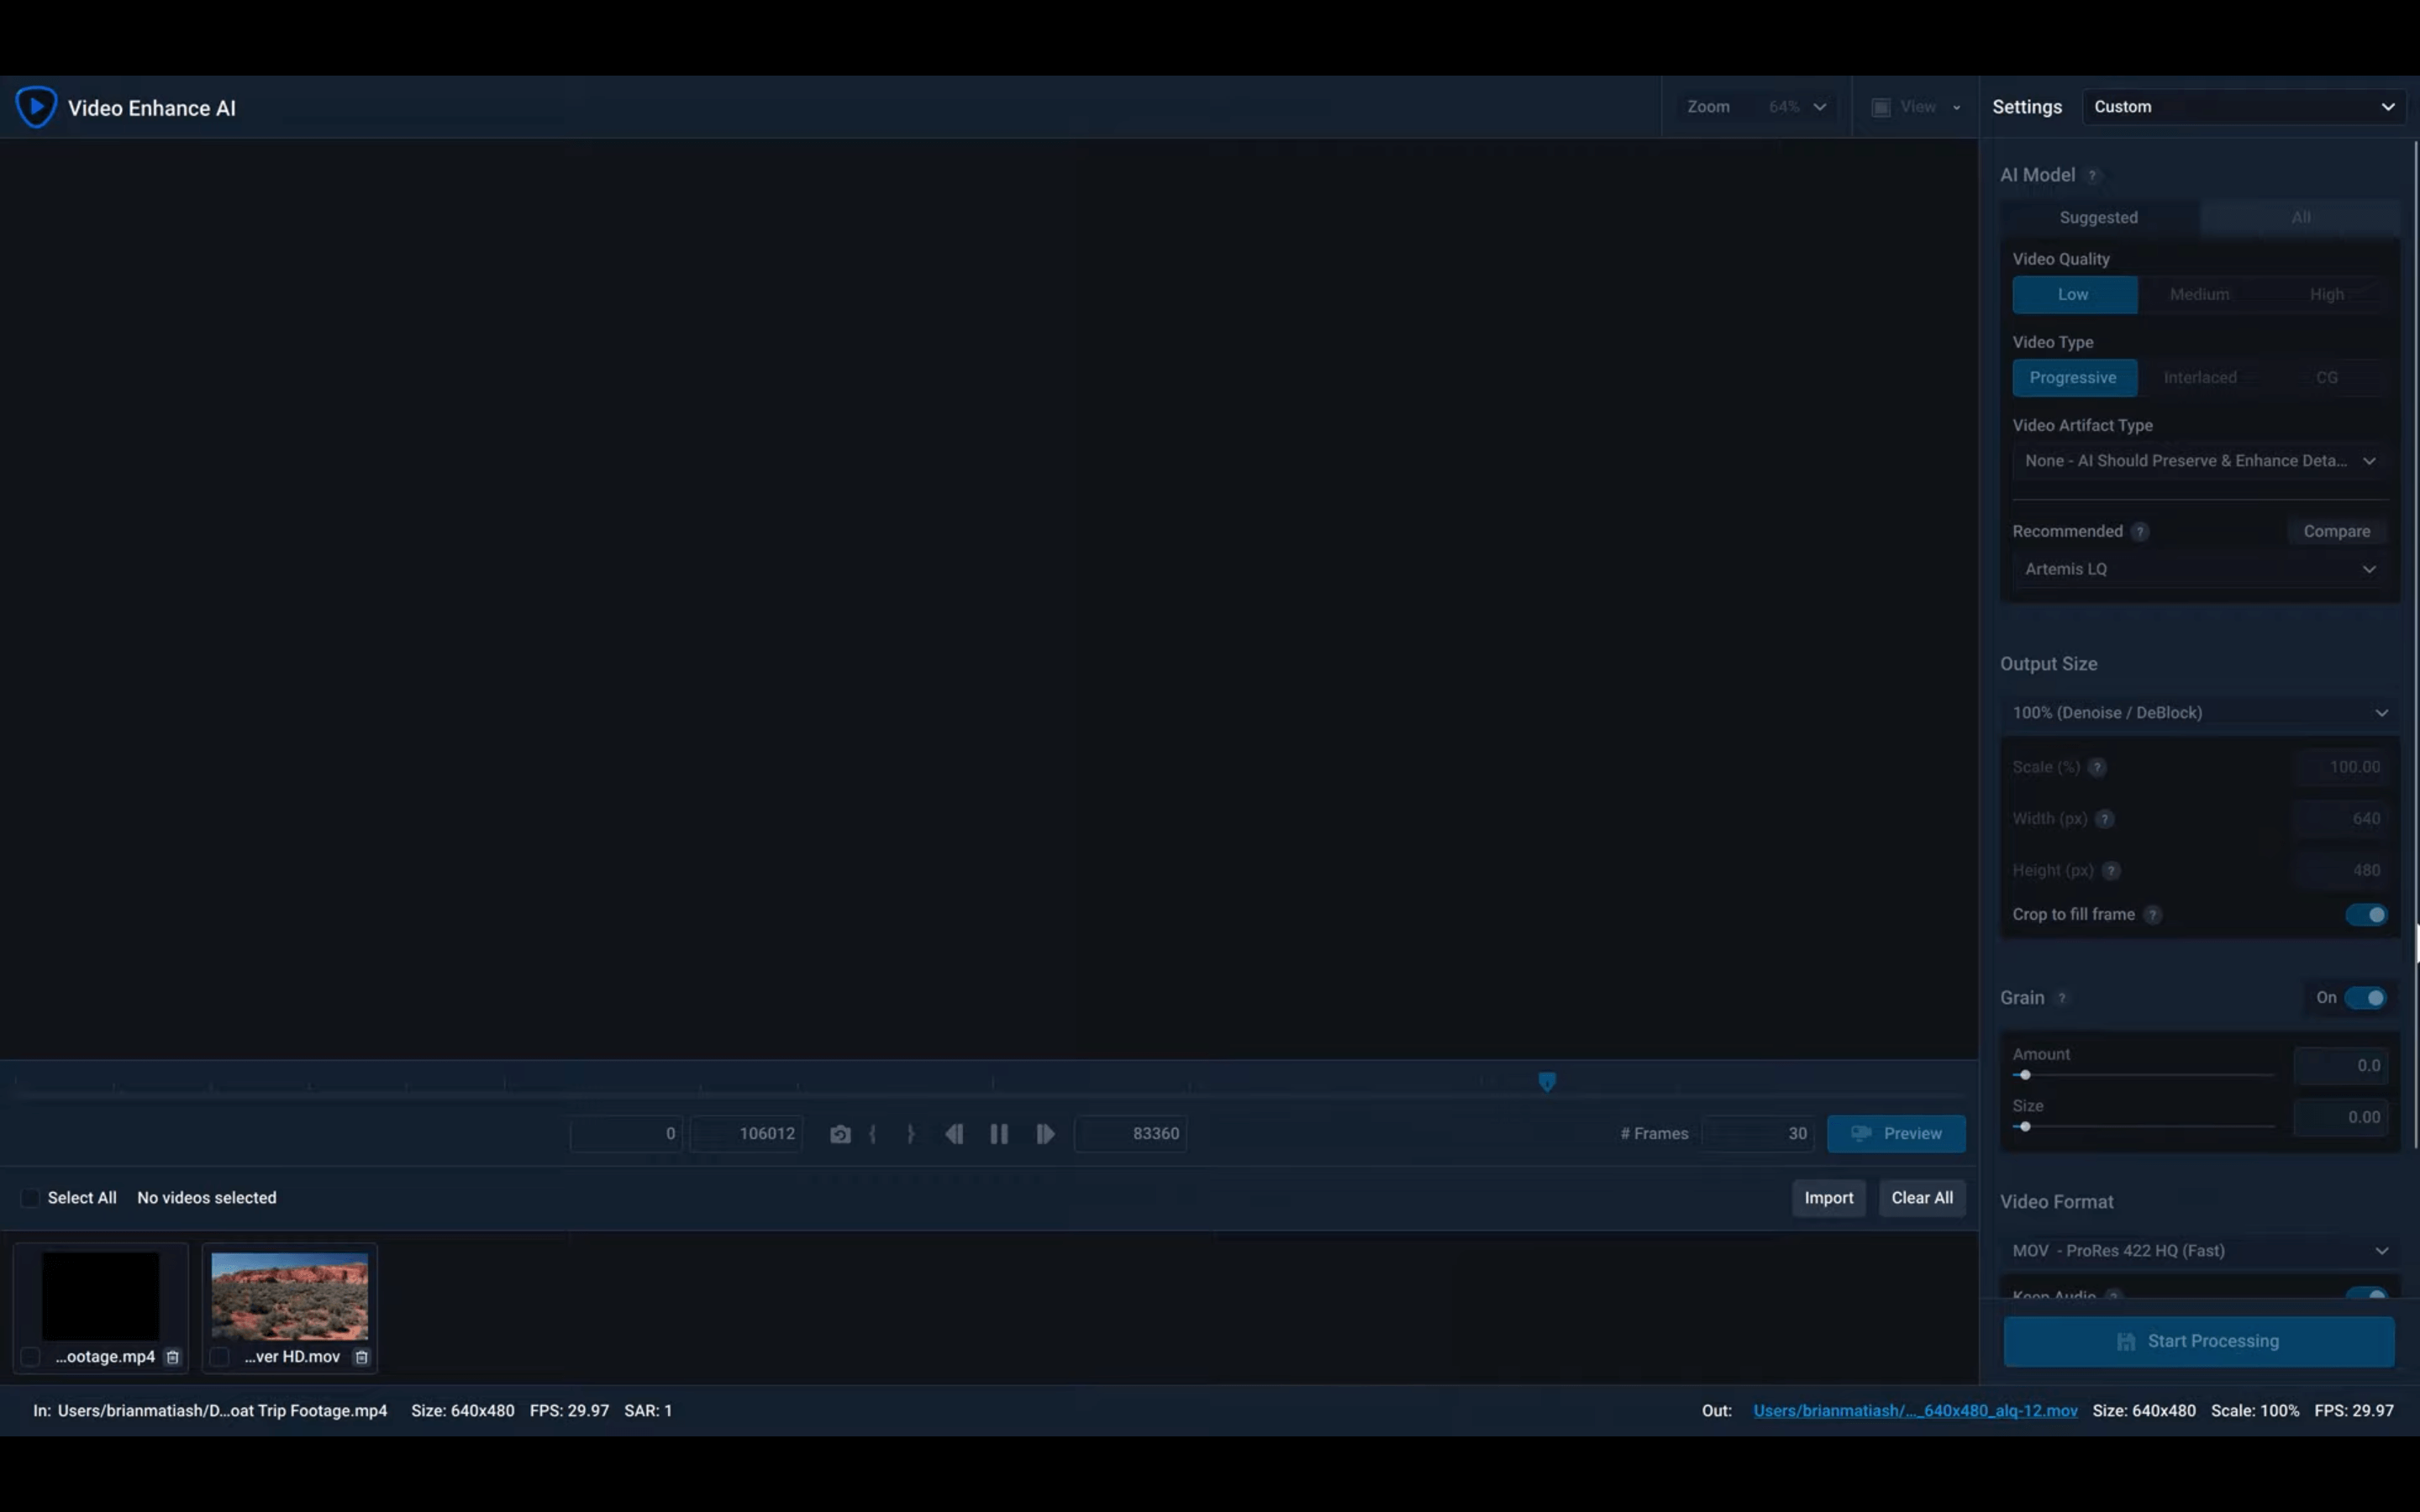 Video Enhance AI
Zoom 64% View
Settings Custom
AI Model ?
Suggested All
Video Quality
Low Medium High
Video Type
Progressive Interlaced CG
Video Artifact Type
None - AI Should Preserve & Enhance Deta...
Recommended ? Compare
Artemis LQ
Output Size
100% (Denoise / DeBlock)
Scale (%) ? 100.00
Width (px) ? 640
Height (px) ? 480
Crop to fill frame ?
Grain ? On
Amount
0.0
Size
0.00
0 106012 { } 83360 # Frames 30 Preview
Select All No videos selected Import Clear All
Video Format
MOV - ProRes 422 HQ (Fast)
Keep Audio ?
...ootage.mp4 ...ver HD.mov
Start Processing
In: Users/brianmatiash/D...oat Trip Footage.mp4 Size: 640x480 FPS: 29.97 SAR: 1
Out: Users/brianmatiash/..._640x480_alq-12.mov Size: 640x480 Scale: 100% FPS: 29.97